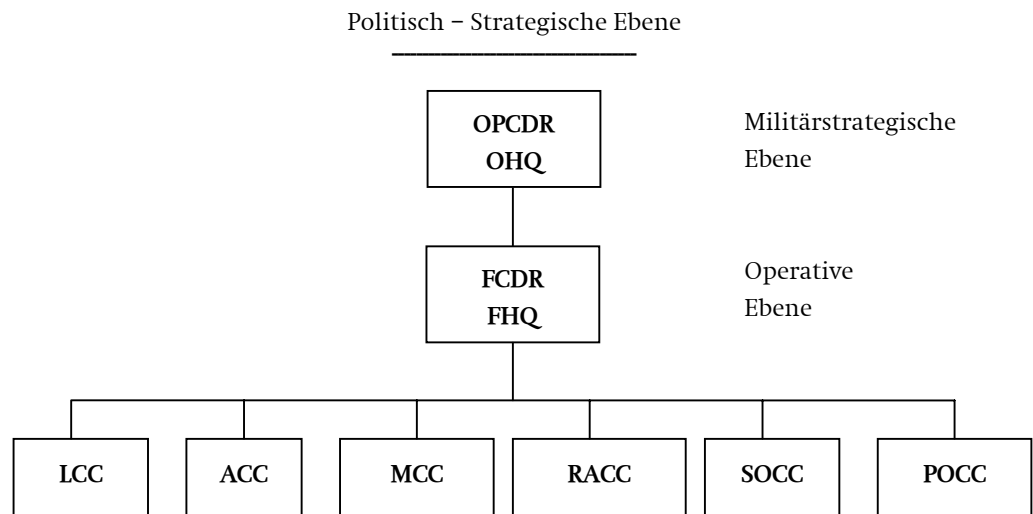 Politisch – Strategische Ebene
OPCDR
OHQ
Militärstrategische
Ebene
FCDR
FHQ
Operative
Ebene
LCC
ACC
MCC
RACC
SOCC
POCC